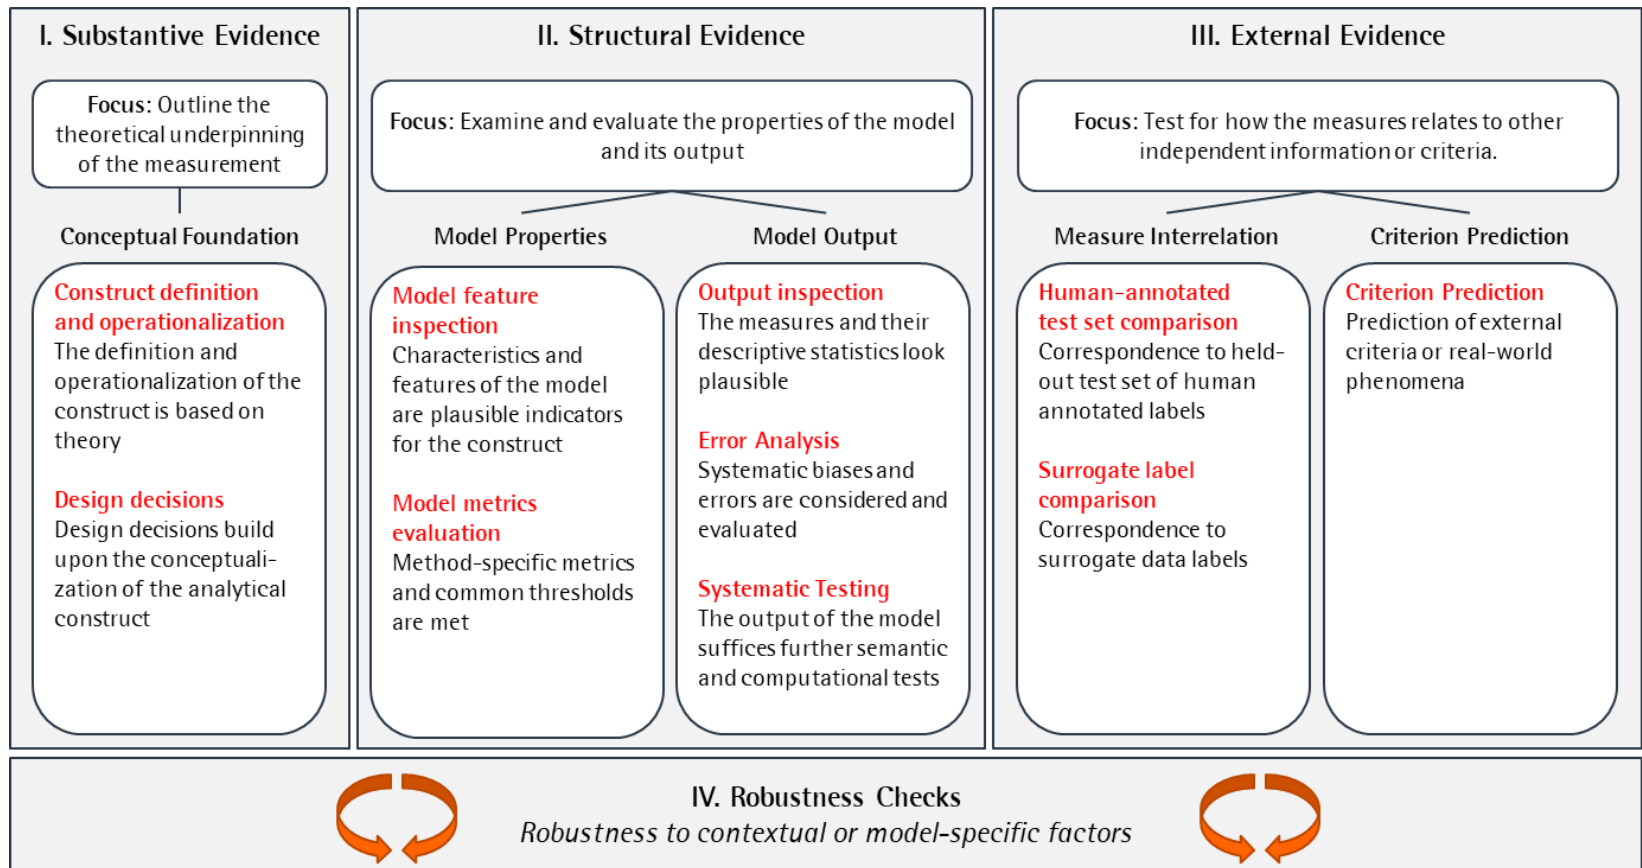 I. Substantive Evidence
Focus: Outline the
theoretical underpinning
of the measurement
Conceptual Foundation
Construct definition
and operationalization
The definition and
operationalization of the
construct is based on
theory
Design decisions
Design decisions build
upon the conceptuali-
zation of the analytical
construct
II. Structural Evidence
Focus: Examine and evaluate the properties of the model
and its output
Model Properties
Model feature
inspection
Characteristics and
features of the model
are plausible indicators
for the construct
Model metrics
evaluation
Method-specific metrics
and common thresholds
are met
Model Output
Output inspection
The measures and their
descriptive statistics look
plausible
Error Analysis
Systematic biases and
errors are considered and
evaluated
Systematic Testing
The output of the model
suffices further semantic
and computational tests
III. External Evidence
Focus: Test for how the measures relates to other
independent information or criteria.
Measure Interrelation
Human-annotated
test set comparison
Correspondence to held-
out test set of human
annotated labels
Surrogate label
comparison
Correspondence to
surrogate data labels
Criterion Prediction
Criterion Prediction
Prediction of external
criteria or real-world
phenomena
IV. Robustness Checks
Robustness to contextual or model-specific factors